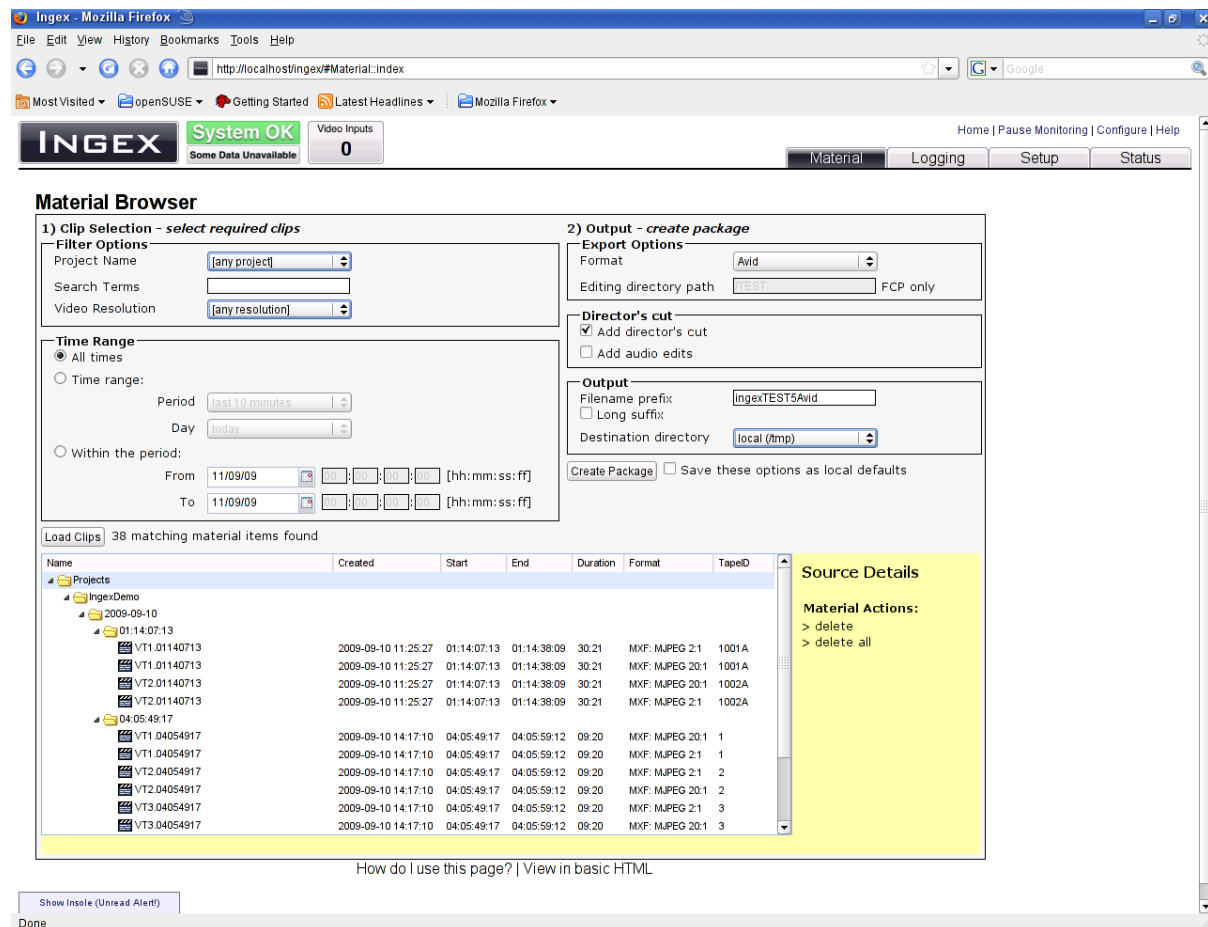 Ingex - Mozilla Firefox
File Edit View History Bookmarks Tools Help
http://localhost/ingex/#Material::index
G Google
Most Visited openSUSE Getting Started Latest Headlines Mozilla Firefox
INGEX
System OK
Some Data Unavailable
Video Inputs
0
Home | Pause Monitoring | Configure | Help
Material Logging Setup Status
Material Browser
1) Clip Selection - select required clips
Filter Options
Project Name [any project]
Search Terms
Video Resolution [any resolution]
Time Range
All times
Time range:
Period last 10 minutes
Day today
Within the period:
From 11/09/09 00 : 00 : 00 : 00 [hh:mm:ss:ff]
To 11/09/09 00 : 00 : 00 : 00 [hh:mm:ss:ff]
2) Output - create package
Export Options
Format Avid
Editing directory path /TEST FCP only
Director's cut
Add director's cut
Add audio edits
Output
Filename prefix ingexTEST5Avid
Long suffix
Destination directory local (/tmp)
Create Package Save these options as local defaults
Load Clips 38 matching material items found
Name Created Start End Duration Format TapeID
Projects
IngexDemo
2009-09-10
01:14:07:13
VT1.01140713 2009-09-10 11:25:27 01:14:07:13 01:14:38:09 30:21 MXF: MJPEG 2:1 1001A
VT1.01140713 2009-09-10 11:25:27 01:14:07:13 01:14:38:09 30:21 MXF: MJPEG 20:1 1001A
VT2.01140713 2009-09-10 11:25:27 01:14:07:13 01:14:38:09 30:21 MXF: MJPEG 20:1 1002A
VT2.01140713 2009-09-10 11:25:27 01:14:07:13 01:14:38:09 30:21 MXF: MJPEG 2:1 1002A
04:05:49:17
VT1.04054917 2009-09-10 14:17:10 04:05:49:17 04:05:59:12 09:20 MXF: MJPEG 20:1 1
VT1.04054917 2009-09-10 14:17:10 04:05:49:17 04:05:59:12 09:20 MXF: MJPEG 2:1 1
VT2.04054917 2009-09-10 14:17:10 04:05:49:17 04:05:59:12 09:20 MXF: MJPEG 2:1 2
VT2.04054917 2009-09-10 14:17:10 04:05:49:17 04:05:59:12 09:20 MXF: MJPEG 20:1 2
VT3.04054917 2009-09-10 14:17:10 04:05:49:17 04:05:59:12 09:20 MXF: MJPEG 2:1 3
VT3.04054917 2009-09-10 14:17:10 04:05:49:17 04:05:59:12 09:20 MXF: MJPEG 20:1 3
Source Details
Material Actions:
> delete
> delete all
How do I use this page? | View in basic HTML
Show Insole (Unread Alert!)
Done